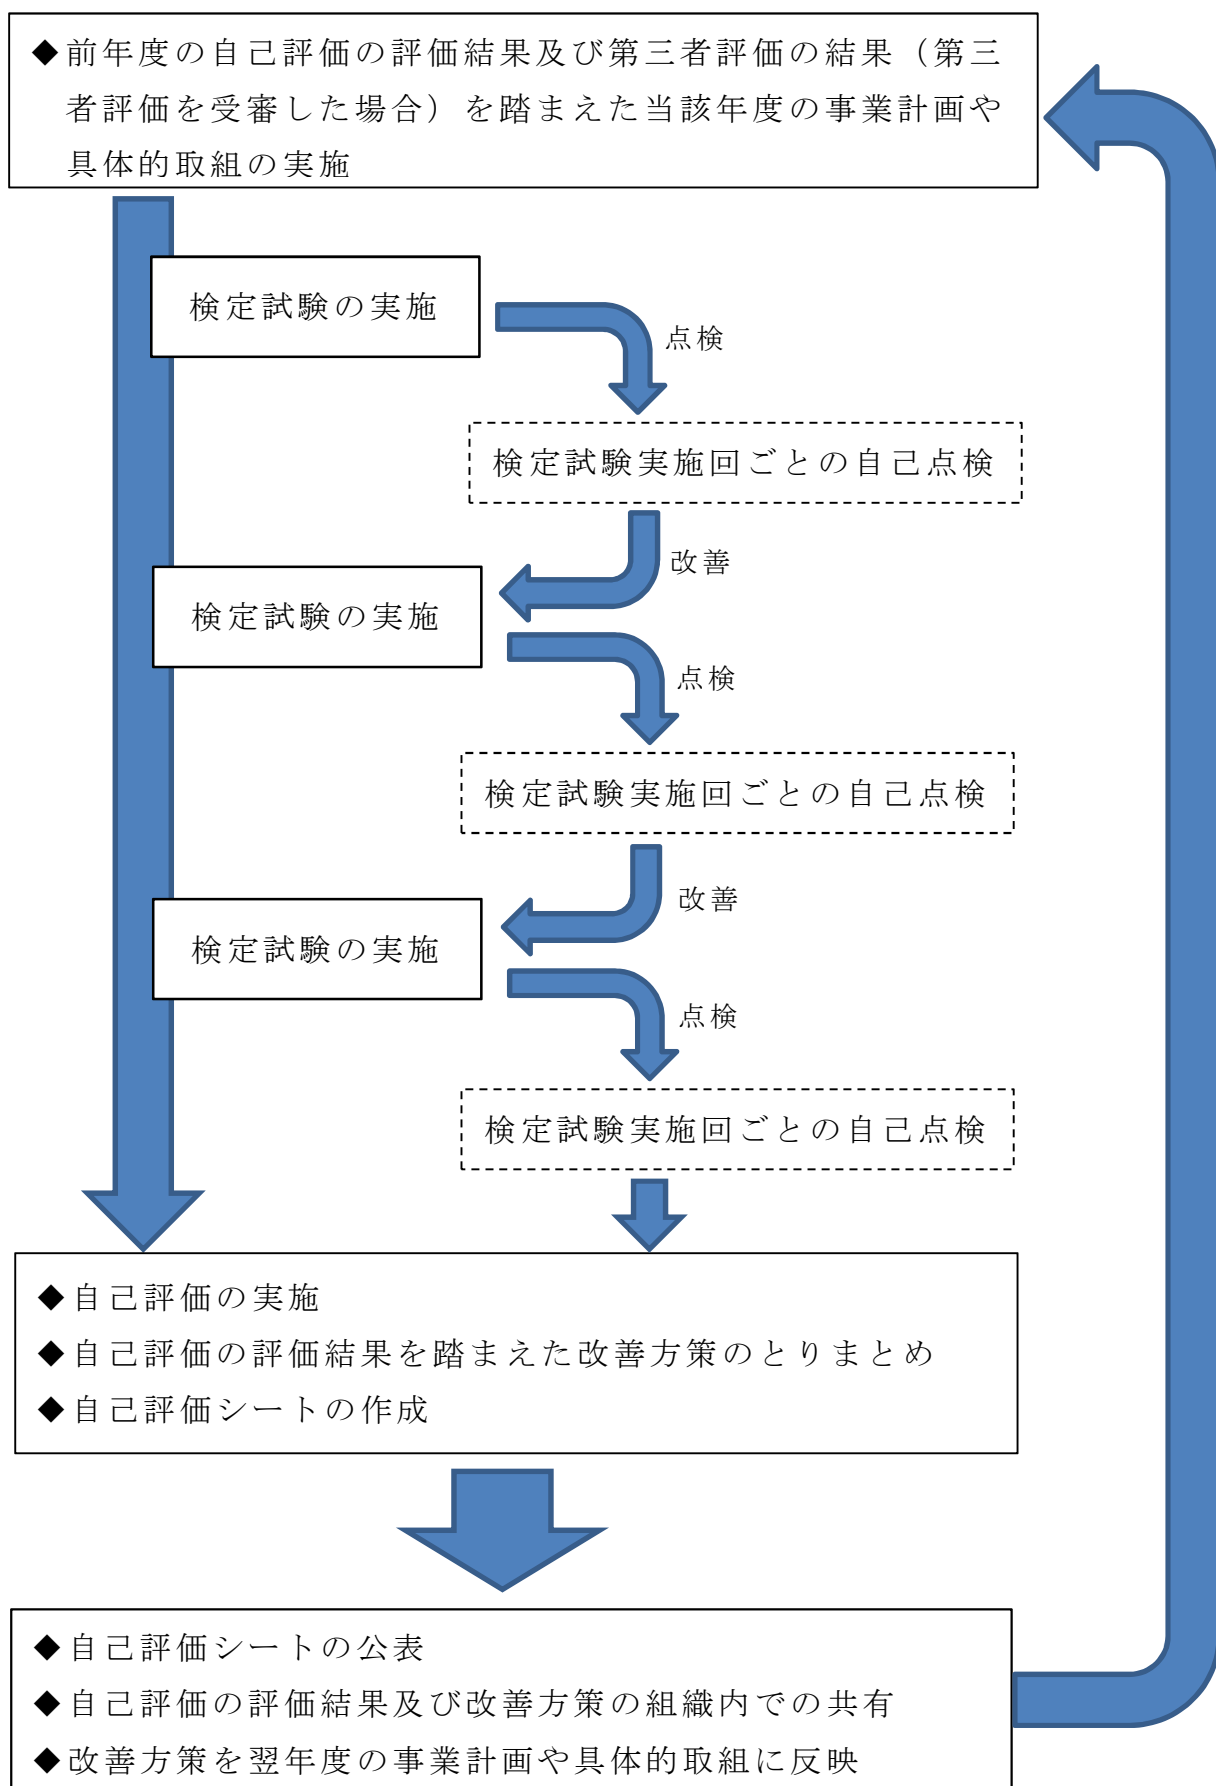 ◆前年度の自己評価の評価結果及び第三者評価の結果（第三
者評価を受審した場合）を踏まえた当該年度の事業計画や
具体的取組の実施
検定試験の実施
点検
検定試験実施回ごとの自己点検
改善
検定試験の実施
点検
検定試験実施回ごとの自己点検
改善
検定試験の実施
点検
検定試験実施回ごとの自己点検
◆自己評価の実施
◆自己評価の評価結果を踏まえた改善方策のとりまとめ
◆自己評価シートの作成
◆自己評価シートの公表
◆自己評価の評価結果及び改善方策の組織内での共有
◆改善方策を翌年度の事業計画や具体的取組に反映